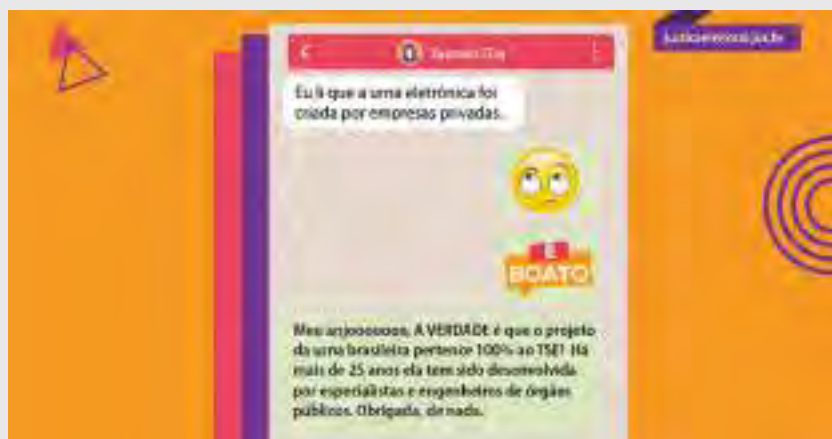 Eu li que a urna eletrônica foi
criada por empresas privadas.
É
BOATO
Meu anjooooooo, A VERDADE é que o projeto
da urna brasileira pertence 100% ao TSE! Há
mais de 25 anos ela tem sido desenvolvida
por especialistas e engenheiros de órgãos
públicos. Obrigada, de nada.